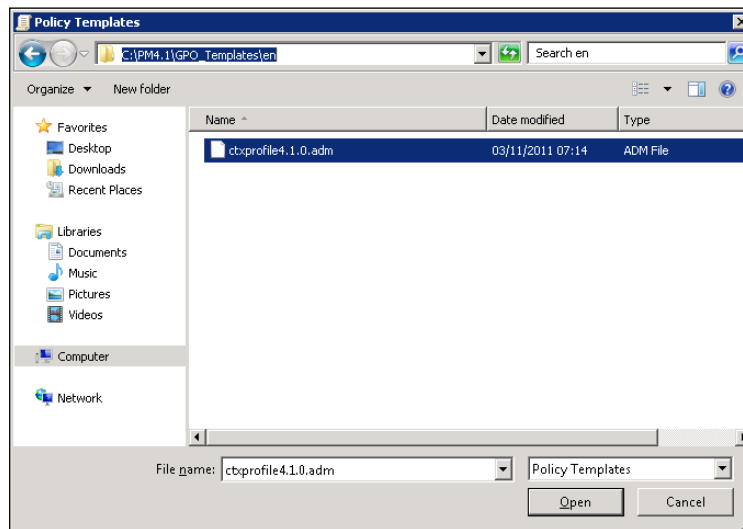 Policy Templates
C:\PM4.1\GPO_Templates\en
Search en
Organize New folder
Name Date modified Type
Favorites
ctxprofile4.1.0.adm 03/11/2011 07:14 ADM File
Desktop
Downloads
Recent Places
Libraries
Documents
Music
Pictures
Videos
Computer
Network
File name: ctxprofile4.1.0.adm Policy Templates
Open Cancel